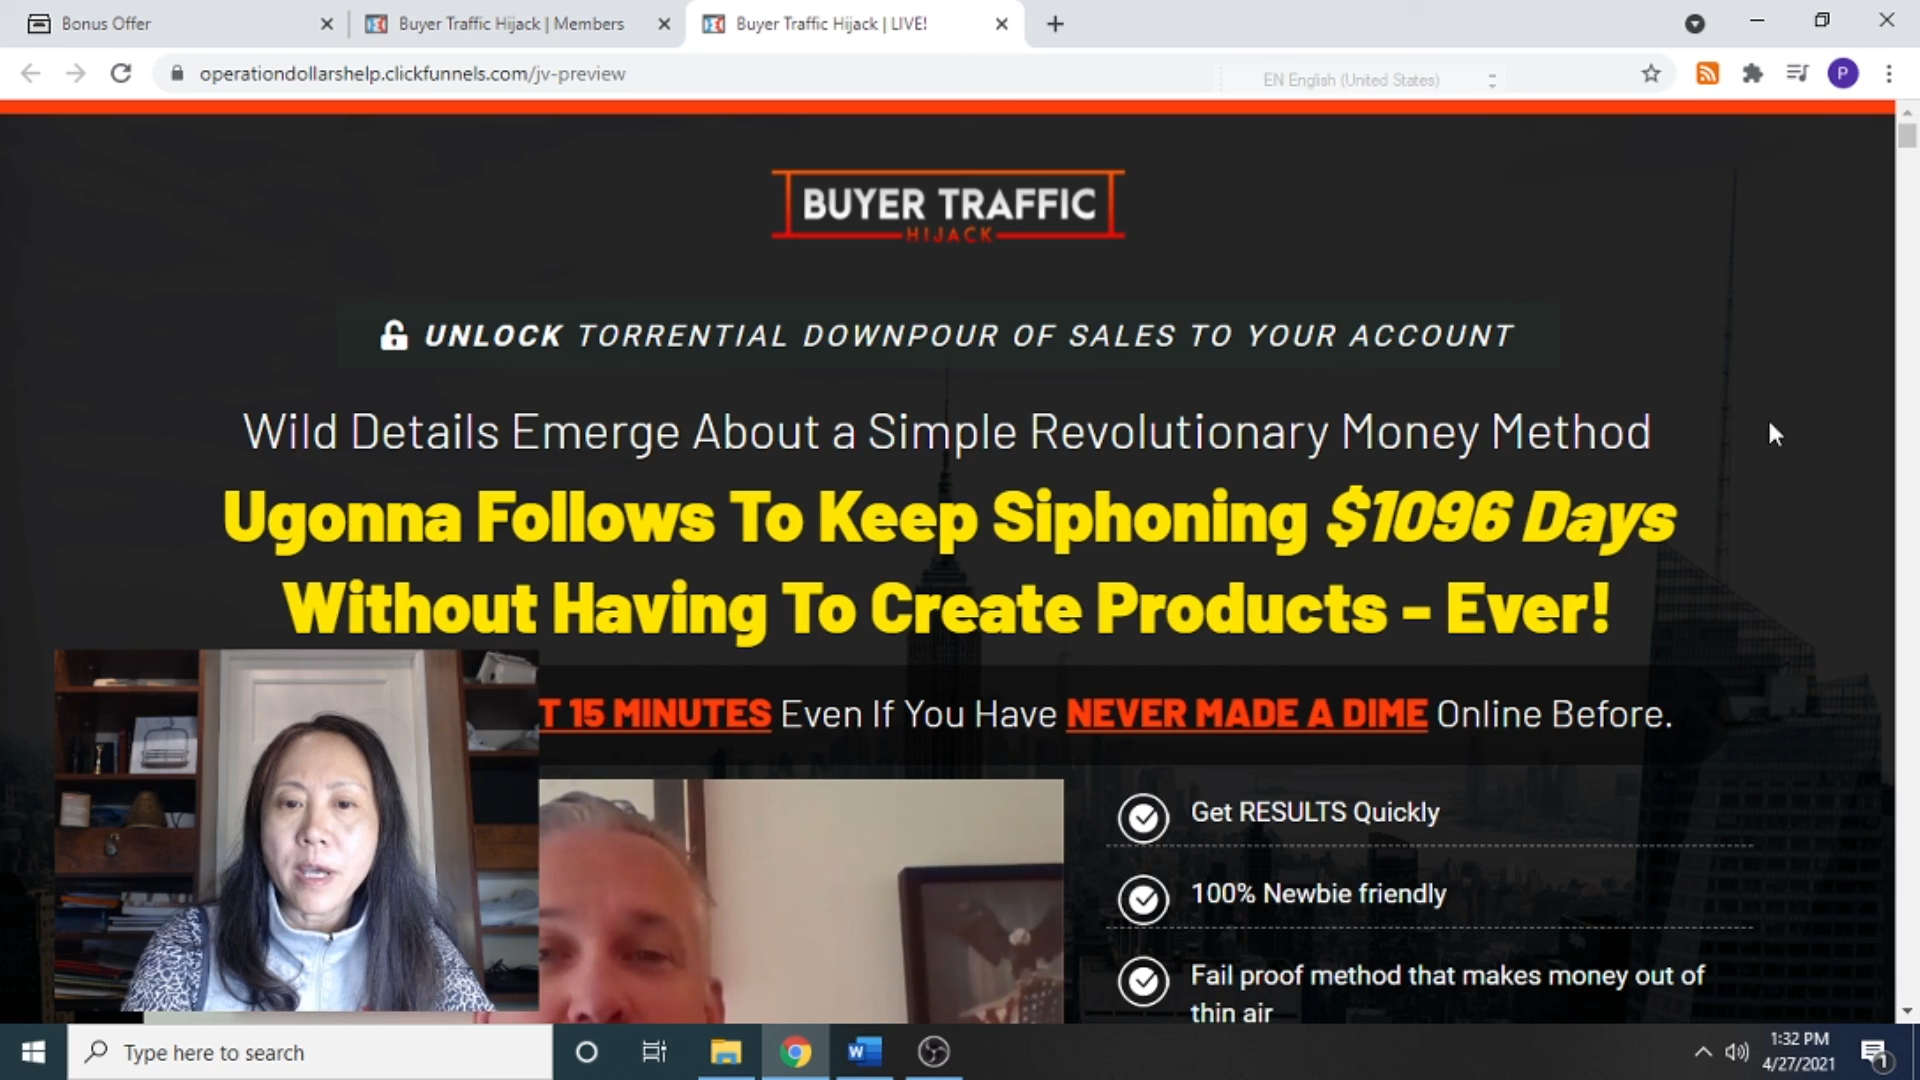 Bonus Offer
Buyer Traffic Hijack | Members
Buyer Traffic Hijack | LIVE!
operationdollarshelp.clickfunnels.com/jv-preview
EN English (United States)
P
BUYER TRAFFIC
HIJACK
UNLOCK TORRENTIAL DOWNPOUR OF SALES TO YOUR ACCOUNT
Wild Details Emerge About a Simple Revolutionary Money Method
Ugonna Follows To Keep Siphoning $1096 Days
Without Having To Create Products - Ever!
T 15 MINUTES Even If You Have NEVER MADE A DIME Online Before.
Get RESULTS Quickly
100% Newbie friendly
Fail proof method that makes money out of
thin air
Type here to search
W
1:32 PM
4/27/2021
1